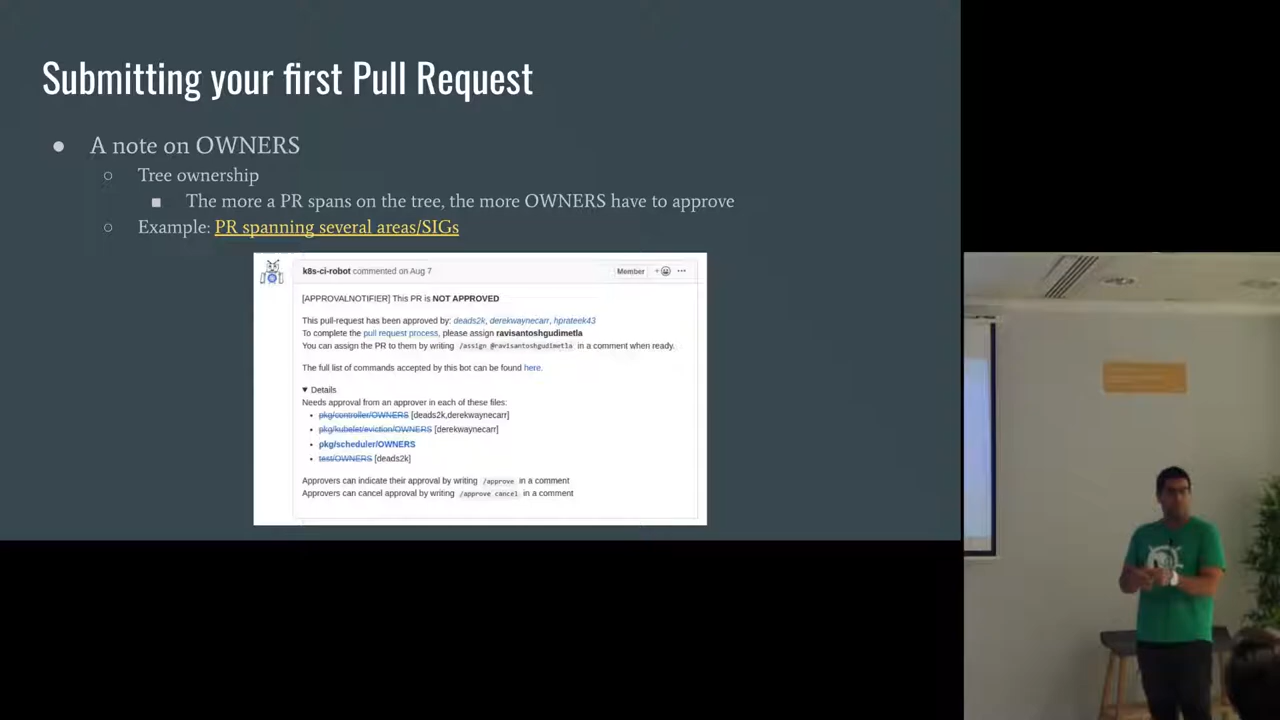 Submitting your first Pull Request
● A note on OWNERS
○ Tree ownership
■ The more a PR spans on the tree, the more OWNERS have to approve
○ Example: PR spanning several areas/SIGs
k8s-ci-robot commented on Aug 7
Member
[APPROVALNOTIFIER] This PR is NOT APPROVED
This pull-request has been approved by: deads2k, derekwaynecarr, hprateek43
To complete the pull request process, please assign ravisantoshgudimetla
You can assign the PR to them by writing /assign @ravisantoshgudimetla in a comment when ready.
The full list of commands accepted by this bot can be found here.
▼ Details
Needs approval from an approver in each of these files:
• pkg/controller/OWNERS [deads2k,derekwaynecarr]
• pkg/kubelet/eviction/OWNERS [derekwaynecarr]
• pkg/scheduler/OWNERS
• test/OWNERS [deads2k]
Approvers can indicate their approval by writing /approve in a comment
Approvers can cancel approval by writing /approve cancel in a comment